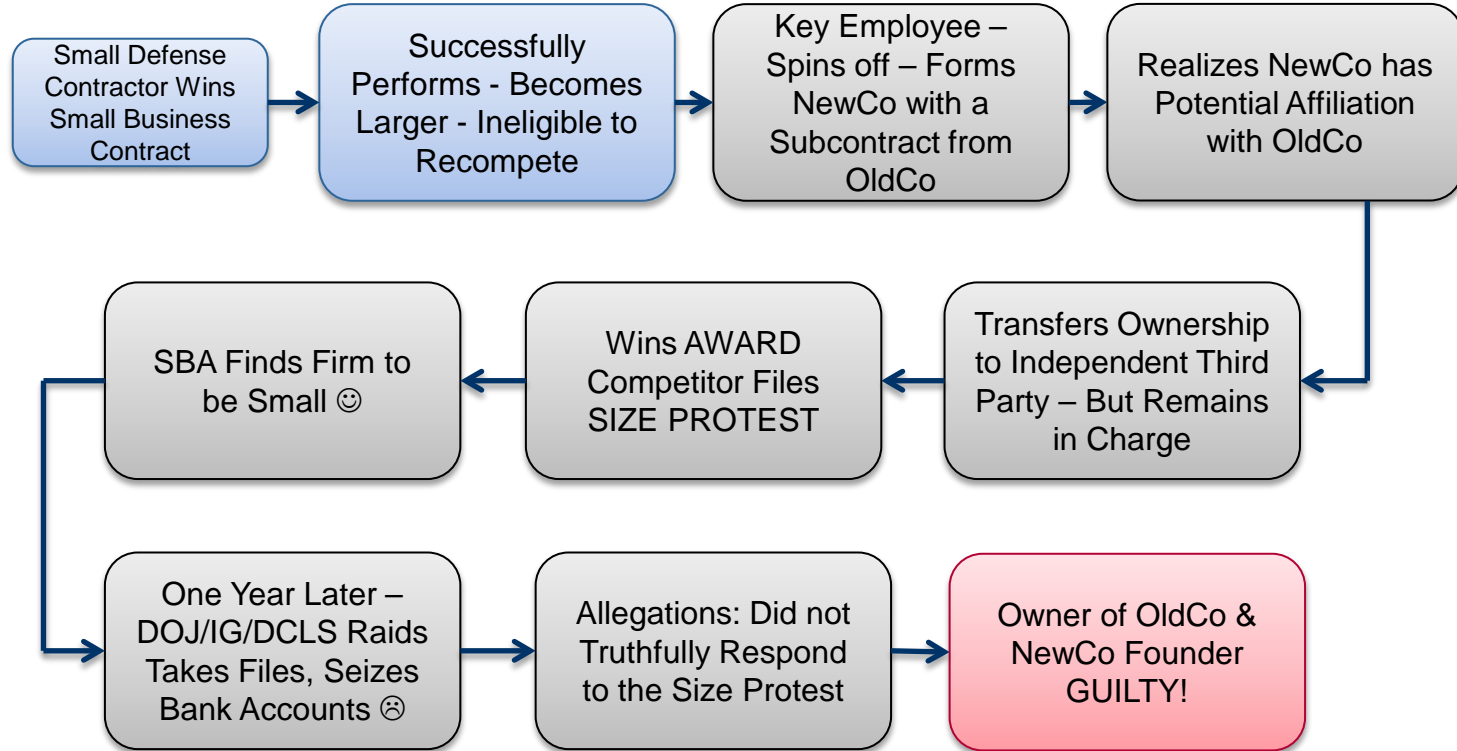 Small Defense
Contractor Wins
Small Business
Contract
Successfully
Performs - Becomes
Larger - Ineligible to
Recompete
Key Employee –
Spins off – Forms
NewCo with a
Subcontract from
OldCo
Realizes NewCo has
Potential Affiliation
with OldCo
Transfers Ownership
to Independent Third
Party – But Remains
in Charge
Wins AWARD
Competitor Files
SIZE PROTEST
SBA Finds Firm to
be Small ☺
One Year Later –
DOJ/IG/DCLS Raids
Takes Files, Seizes
Bank Accounts ☹
Allegations: Did not
Truthfully Respond
to the Size Protest
Owner of OldCo &
NewCo Founder
GUILTY!